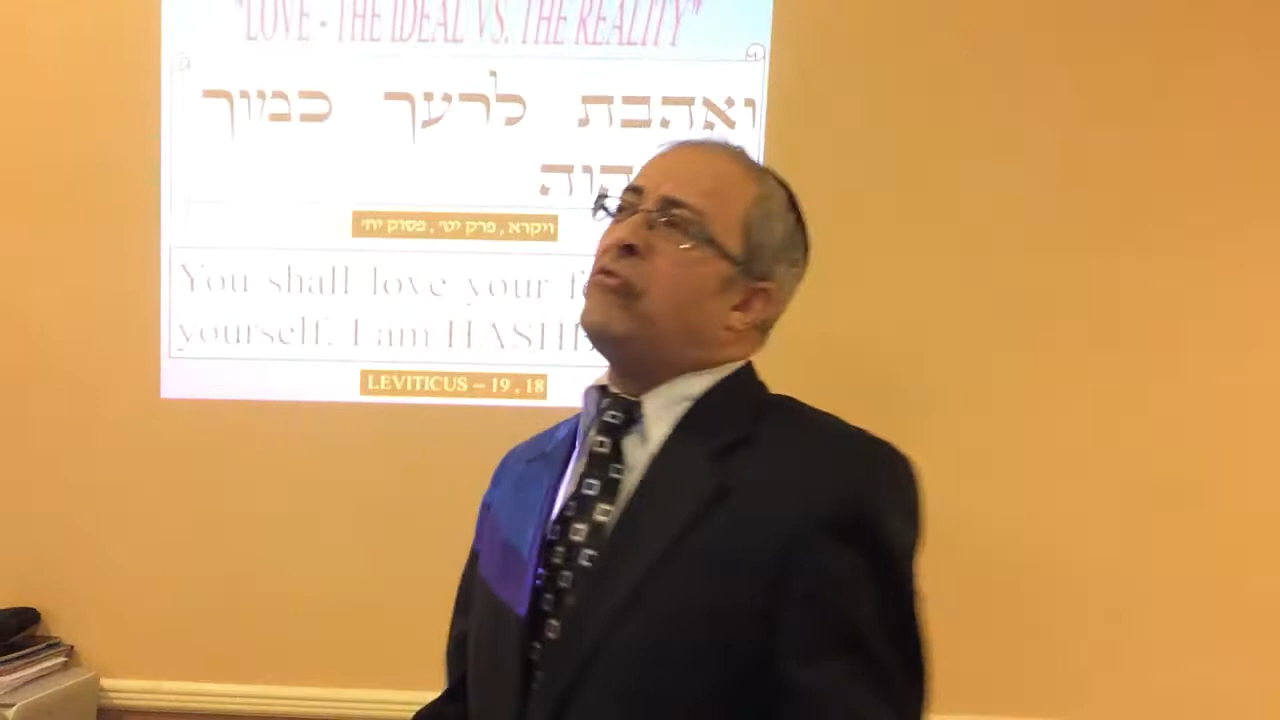 "LOVE - THE IDEAL VS. THE REALITY"
ואהבת לרעך כמוך
ויקרא, פרק יט׳, פסוק יח׳
You shall love your
yourself. I am
LEVITICUS – 19, 18